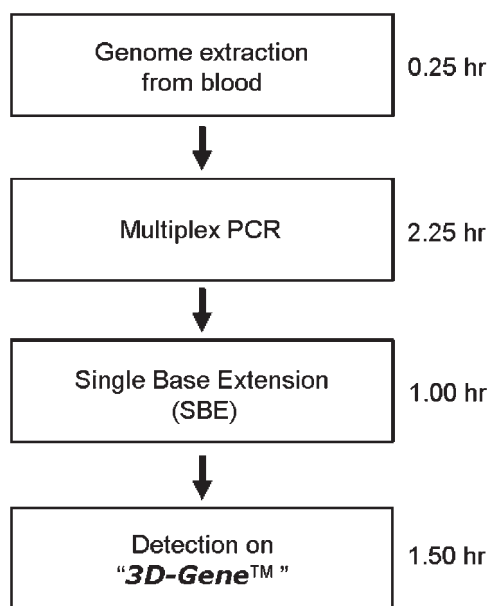 Genome extraction
from blood
0.25 hr
Multiplex PCR
2.25 hr
Single Base Extension
(SBE)
1.00 hr
Detection on
“3D-Gene™ ”
1.50 hr